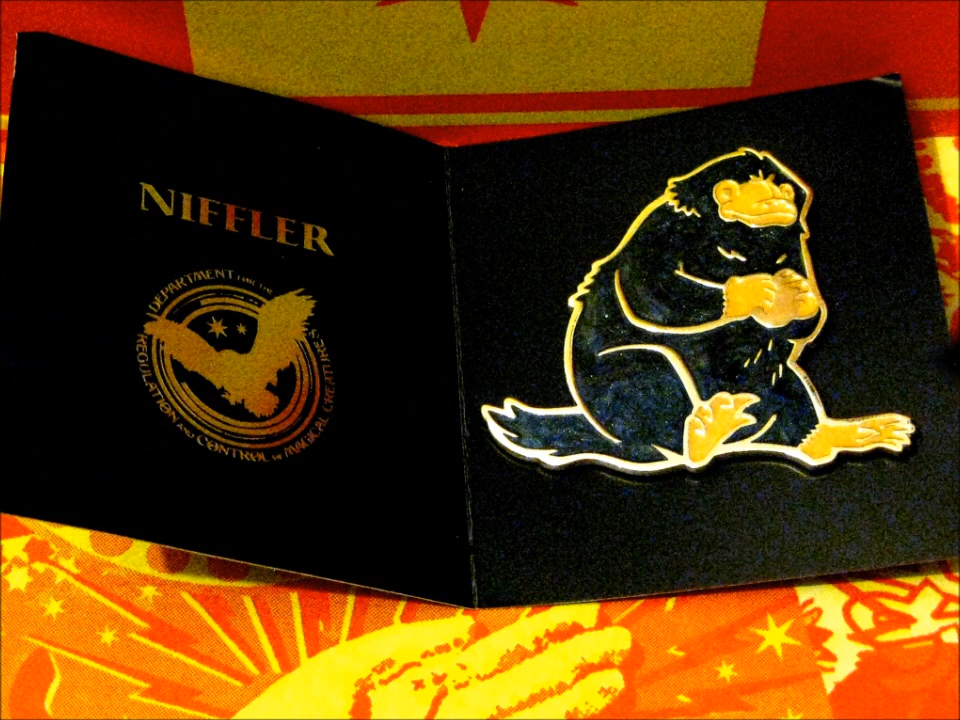 NIFFLER
DEPARTMENT FOR THE
REGULATION AND CONTROL OF MAGICAL CREATURES